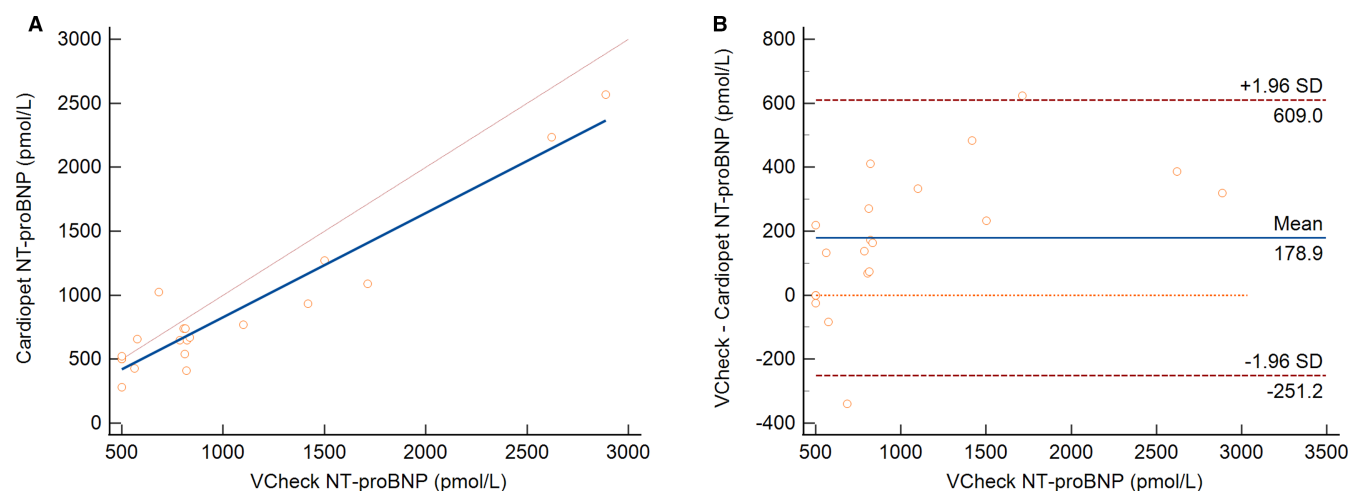 A
Cardiopet NT-proBNP (pmol/L)
3000
2500
2000
1500
1000
500
0
500 1000 1500 2000 2500 3000
VCheck NT-proBNP (pmol/L)
B
VCheck - Cardiopet NT-proBNP (pmol/L)
800
600
400
200
0
-200
-400
+1.96 SD
609.0
Mean
178.9
-1.96 SD
-251.2
500 1000 1500 2000 2500 3000 3500
VCheck NT-proBNP (pmol/L)